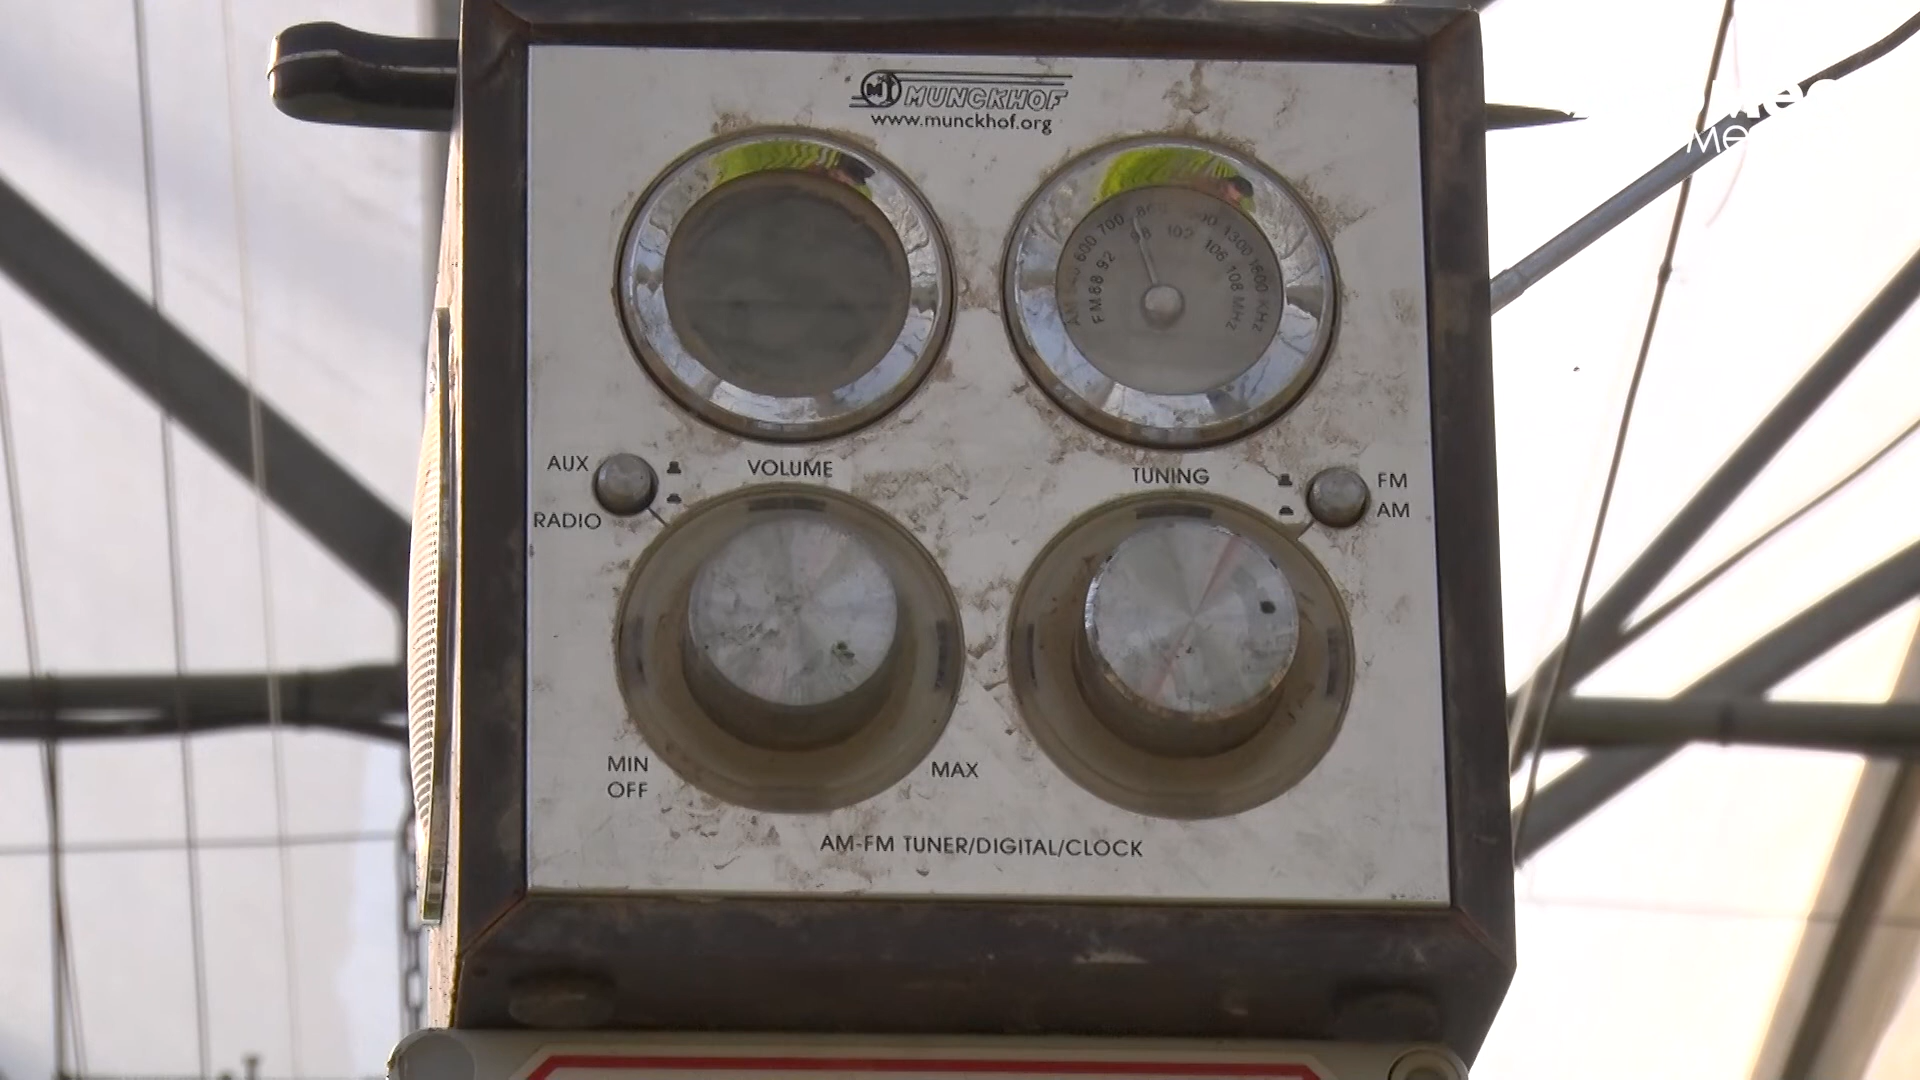 MUNCKHOF
www.munckhof.org
600 700 1300 1600 KHz
FM 88 92 98 102 106 108 MHz
AUX
VOLUME
TUNING
FM
RADIO
AM
MIN
MAX
OFF
AM-FM TUNER/DIGITAL/CLOCK